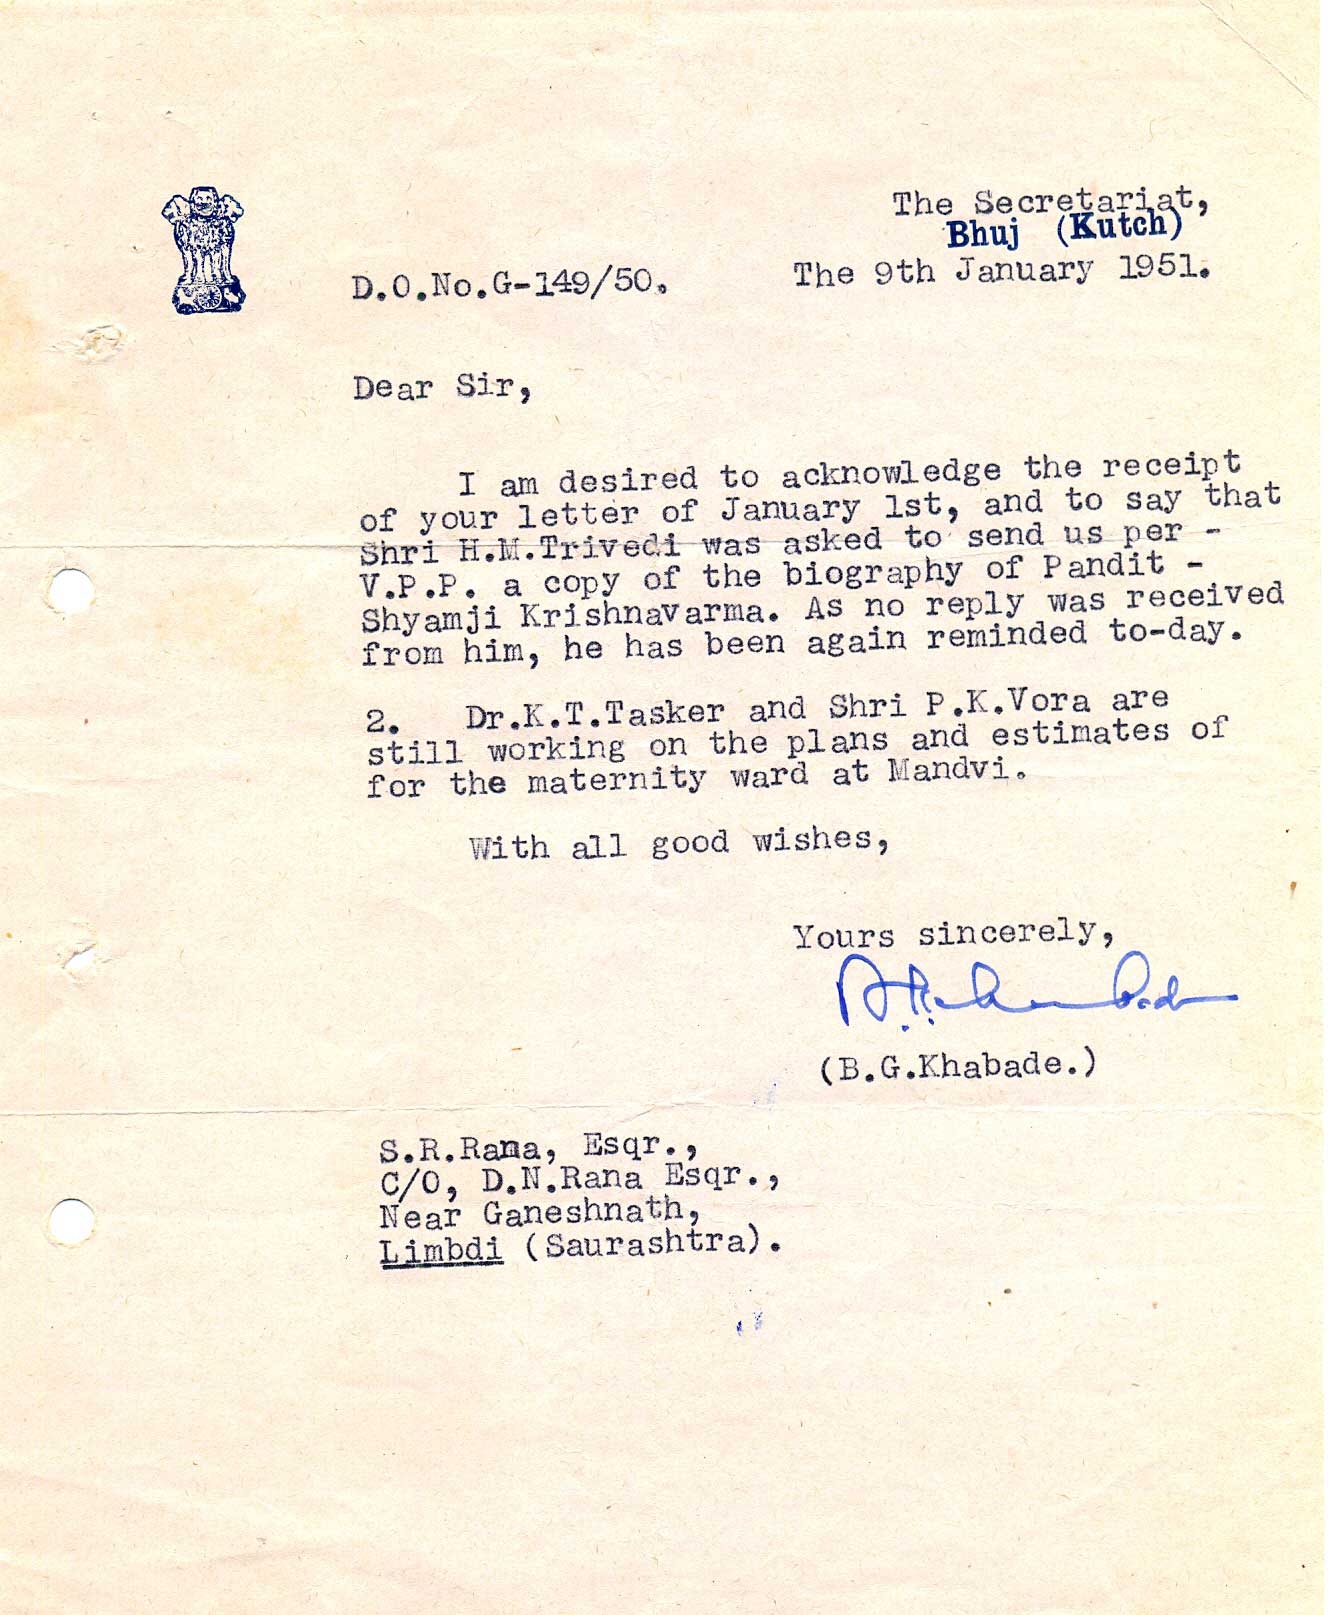 The Secretariat,
Bhuj (Kutch)
D.O.No.G-149/50.
The 9th January 1951.
Dear Sir,
I am desired to acknowledge the receipt
of your letter of January 1st, and to say that
Shri H.M.Trivedi was asked to send us per -
V.P.P. a copy of the biography of Pandit -
Shyamji Krishnavarma. As no reply was received
from him, he has been again reminded to-day.
2. Dr.K.T.Tasker and Shri P.K.Vora are
still working on the plans and estimates of
for the maternity ward at Mandvi.
With all good wishes,
Yours sincerely,
(B.G.Khabade.)
S.R.Rana, Esqr.,
C/O, D.N.Rana Esqr.,
Near Ganeshnath,
Limbdi (Saurashtra).